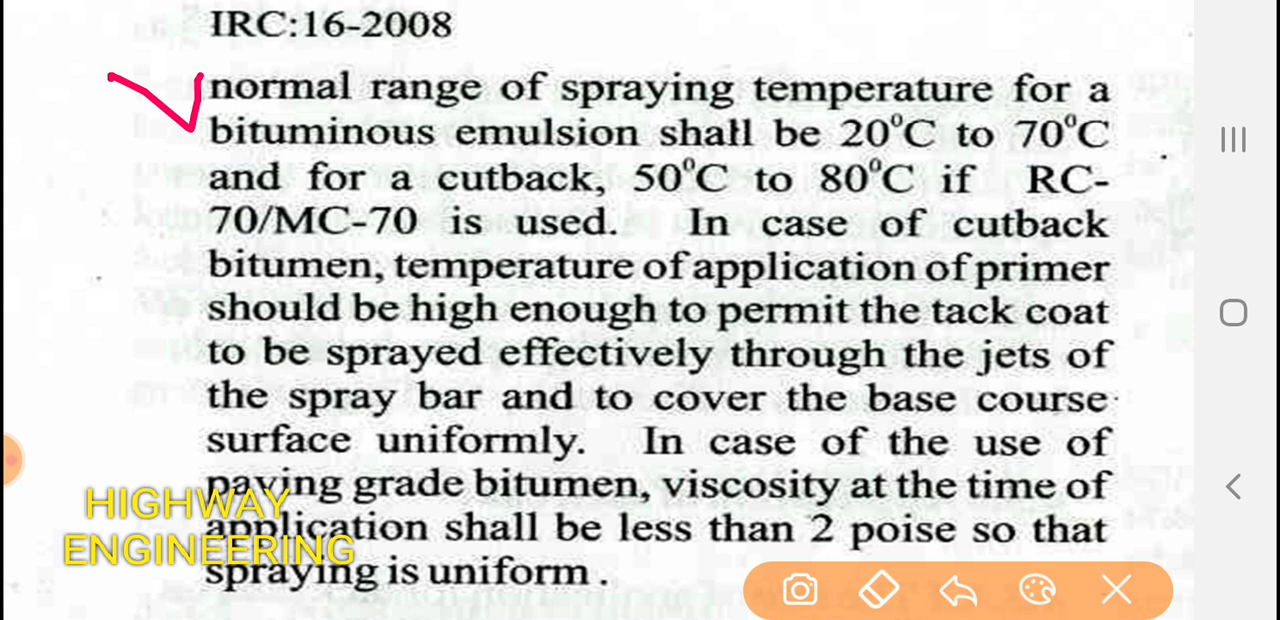 IRC:16-2008
normal range of spraying temperature for a
bituminous emulsion shall be 20°C to 70°C
and for a cutback, 50°C to 80°C if RC-
70/MC-70 is used. In case of cutback
bitumen, temperature of application of primer
should be high enough to permit the tack coat
to be sprayed effectively through the jets of
the spray bar and to cover the base course
surface uniformly. In case of the use of
paving grade bitumen, viscosity at the time of
application shall be less than 2 poise so that
spraying is uniform.
HIGHWAY
ENGINEERING